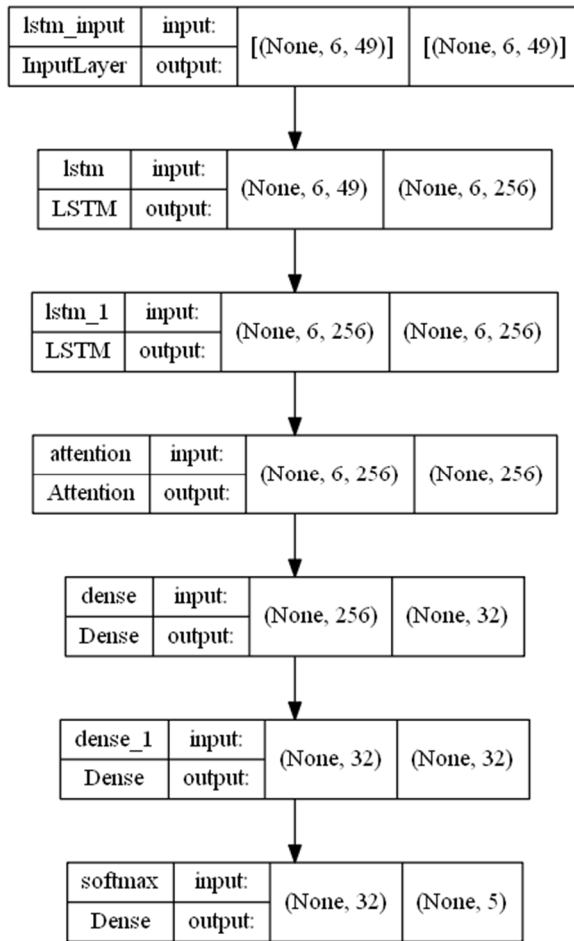 lstm_input input: [(None, 6, 49)] [(None, 6, 49)]
InputLayer output:
lstm input: (None, 6, 49) (None, 6, 256)
LSTM output:
lstm_1 input: (None, 6, 256) (None, 6, 256)
LSTM output:
attention input: (None, 6, 256) (None, 256)
Attention output:
dense input: (None, 256) (None, 32)
Dense output:
dense_1 input: (None, 32) (None, 32)
Dense output:
softmax input: (None, 32) (None, 5)
Dense output: